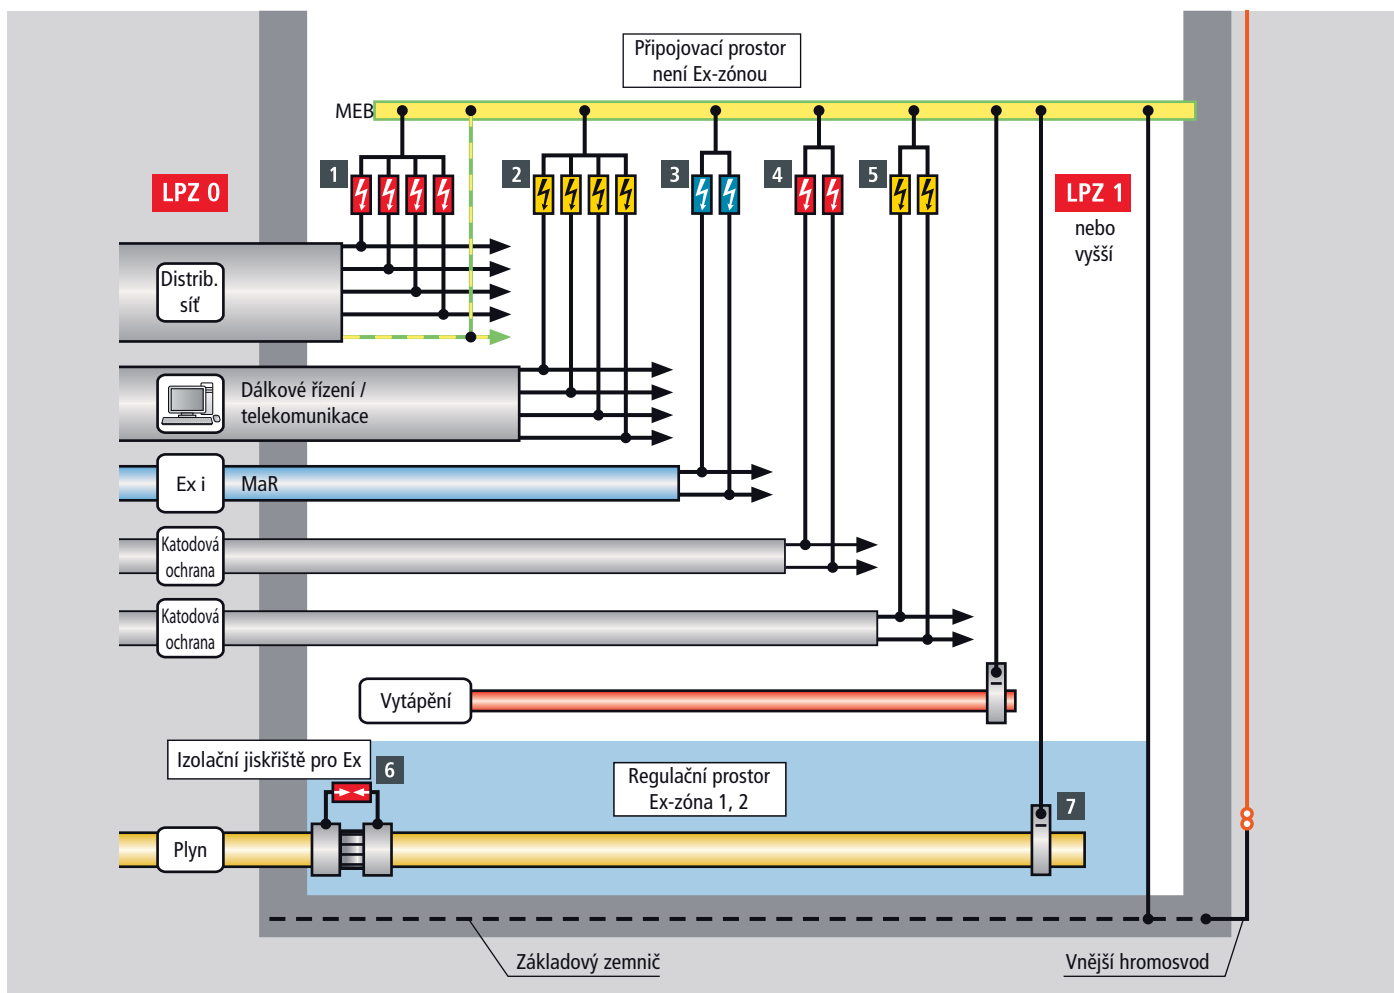 Připojovací prostor
není Ex-zónou
MEB
1
2
3
4
5
LPZ 0
LPZ 1
nebo
vyšší
Distrib.
síť
Dálkové řízení /
telekomunikace
Ex i
MaR
Katodová
ochrana
Katodová
ochrana
Vytápění
Izolační jiskřiště pro Ex
6
Regulační prostor
Ex-zóna 1, 2
7
Plyn
Základový zemnič
Vnější hromosvod